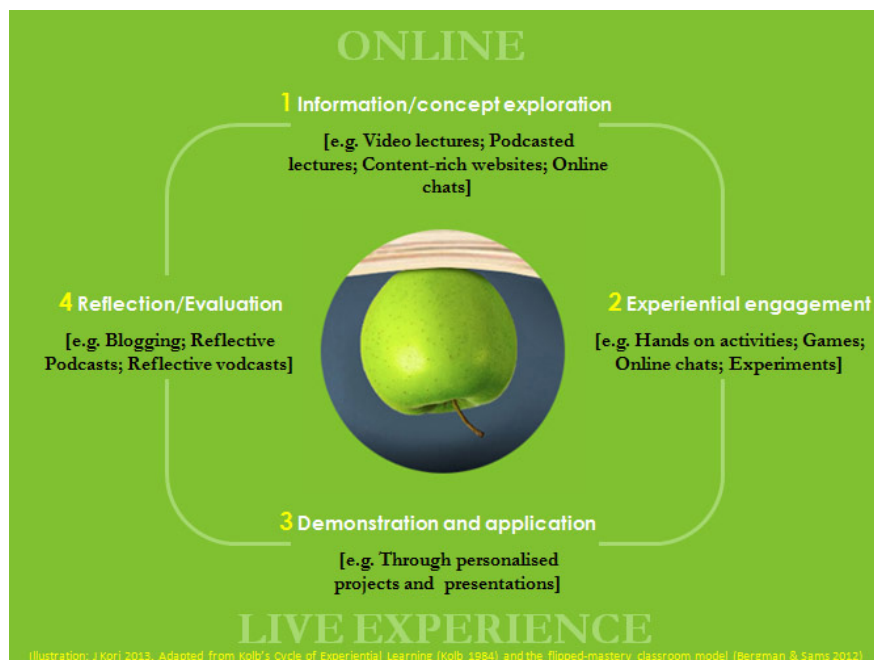 ONLINE
1 Information/concept exploration
[e.g. Video lectures; Podcasted
lectures; Content-rich websites; Online
chats]
4 Reflection/Evaluation
[e.g. Blogging; Reflective
Podcasts; Reflective vodcasts]
2 Experiential engagement
[e.g. Hands on activities; Games;
Online chats; Experiments]
3 Demonstration and application
[e.g. Through personalised
projects and presentations]
LIVE EXPERIENCE
Illustration: J Kori 2013. Adapted from Kolb's Cycle of Experiential Learning (Kolb 1984) and the flipped-mastery classroom model (Bergman & Sams 2012)